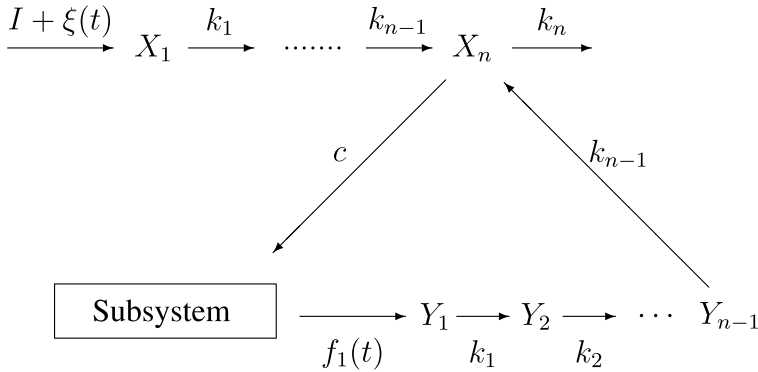 I + ξ(t) k₁ kₙ₋₁ kₙ
X₁ ······· Xₙ
c kₙ₋₁
Subsystem Y₁ Y₂ ··· Yₙ₋₁
f₁(t) k₁ k₂